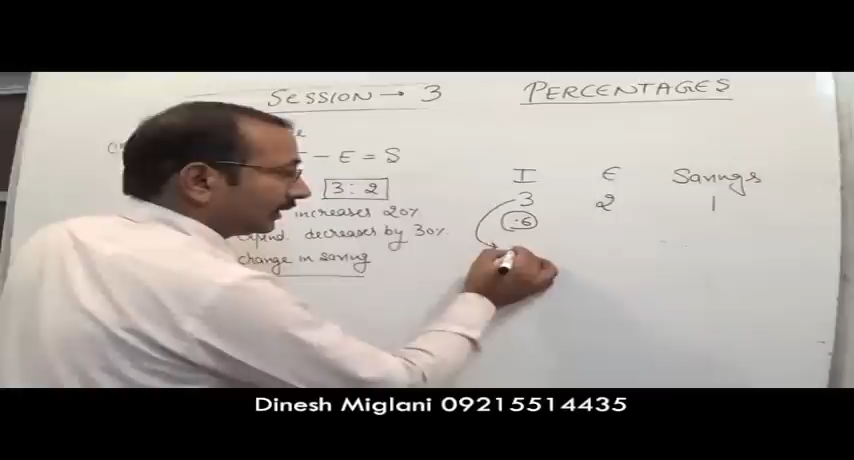 SESSION → 3
PERCENTAGES
- E = S
3 : 2
increases 20%
decreases by 30%
change in saving
I E Savings
3 2 1
.6
Dinesh Miglani 09215514435